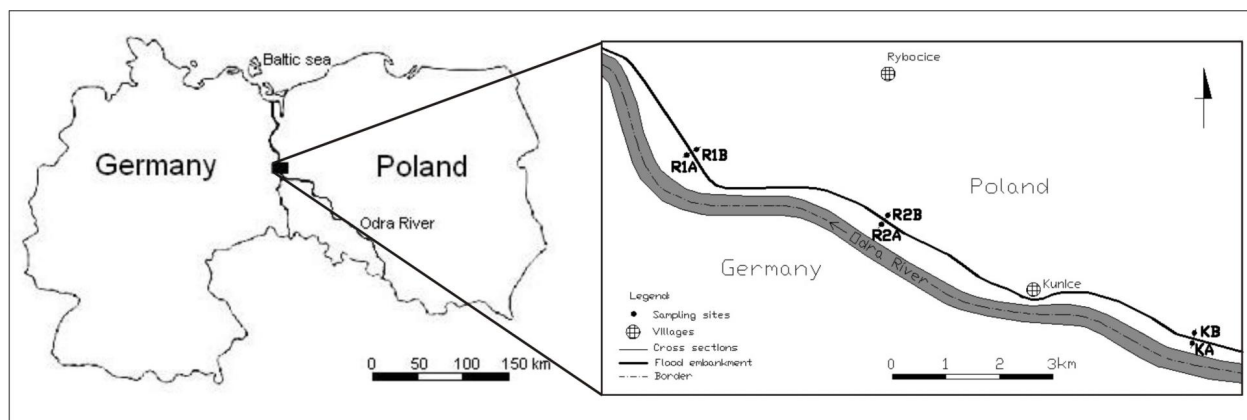 Baltic sea
Germany
Poland
Odra River
0 50 100 150 km
Rybocice
R1B
R1A
Poland
R2B
R2A
Odra River
Germany
Kunice
Legend:
Sampling sites
Villages
Cross sections
Flood embankment
Border
KB
KA
0 1 2 3km